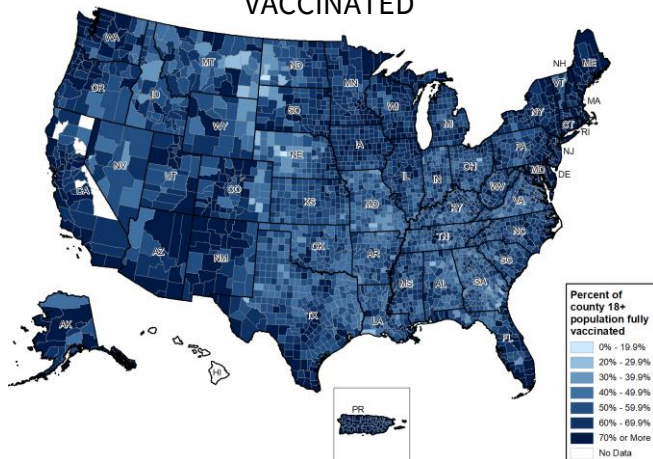 VACCINATED
WA
MT
ND
MN
ME
NH
VT
MA
OR
ID
SD
WI
MI
NY
CT
RI
WY
IA
PA
NJ
NE
NV
UT
CO
IL
IN
OH
MD
DE
WV
VA
CA
KS
MO
KY
NC
TN
AZ
NM
OK
AR
SC
MS
AL
GA
TX
LA
FL
AK
HI
PR
Percent of
county 18+
population fully
vaccinated
0% - 19.9%
20% - 29.9%
30% - 39.9%
40% - 49.9%
50% - 59.9%
60% - 69.9%
70% or More
No Data